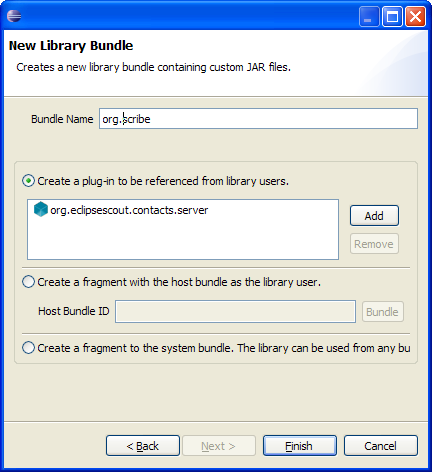 New Library Bundle
Creates a new library bundle containing custom JAR files.
Bundle Name org.scribe
Create a plug-in to be referenced from library users.
org.eclipsescout.contacts.server
Add
Remove
Create a fragment with the host bundle as the library user.
Host Bundle ID Bundle
Create a fragment to the system bundle. The library can be used from any bu
< Back Next > Finish Cancel